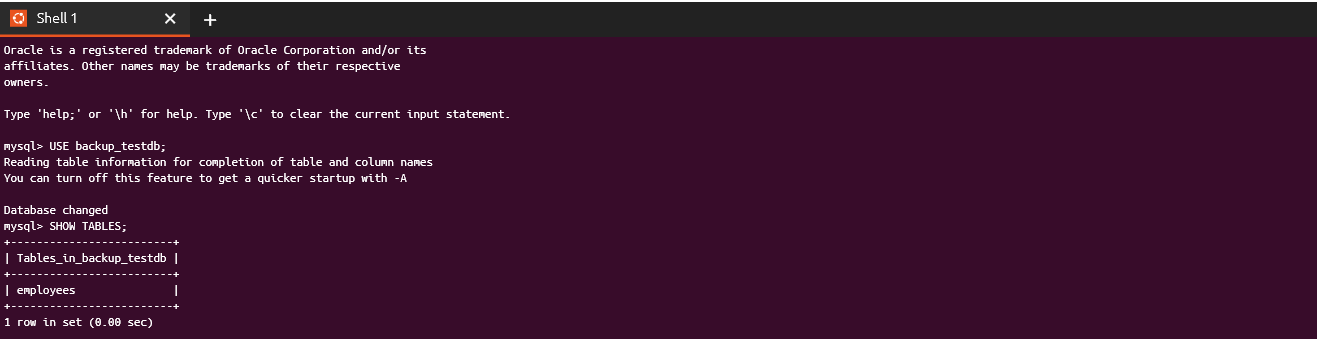 Shell 1
Oracle is a registered trademark of Oracle Corporation and/or its
affiliates. Other names may be trademarks of their respective
owners.
Type 'help;' or '\h' for help. Type '\c' to clear the current input statement.
mysql> USE backup_testdb;
Reading table information for completion of table and column names
You can turn off this feature to get a quicker startup with -A
Database changed
mysql> SHOW TABLES;
+-------------------------+
| Tables_in_backup_testdb |
+-------------------------+
| employees               |
+-------------------------+
1 row in set (0.00 sec)